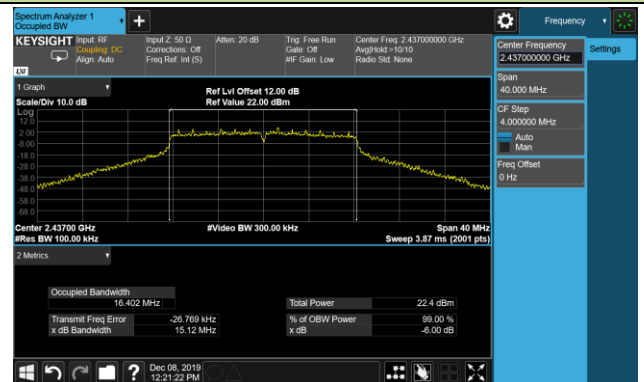 Spectrum Analyzer 1
Occupied BW
Frequency
KEYSIGHT
Input: RF
Coupling: DC
Align: Auto
Input Z: 50 Ω
Corrections: Off
Freq Ref: Int (S)
Atten: 20 dB
Trig: Free Run
Gate: Off
#IF Gain: Low
Center Freq: 2.437000000 GHz
Avg|Hold:>10/10
Radio Std: None
LXI
Center Frequency
2.437000000 GHz
Settings
Span
40.000 MHz
CF Step
4.000000 MHz
Auto
Man
Freq Offset
0 Hz
1 Graph
Scale/Div 10.0 dB
Ref Lvl Offset 12.00 dB
Ref Value 22.00 dBm
Log
12.0
2.00
-8.00
-18.0
-28.0
-38.0
-48.0
-58.0
-68.0
Center 2.43700 GHz
#Video BW 300.00 kHz
Span 40 MHz
#Res BW 100.00 kHz
Sweep 3.87 ms (2001 pts)
2 Metrics
Occupied Bandwidth
16.402 MHz
Total Power 22.4 dBm
Transmit Freq Error -26.769 kHz
% of OBW Power 99.00 %
x dB Bandwidth 15.12 MHz
x dB -6.00 dB
Dec 08, 2019
12:21:22 PM